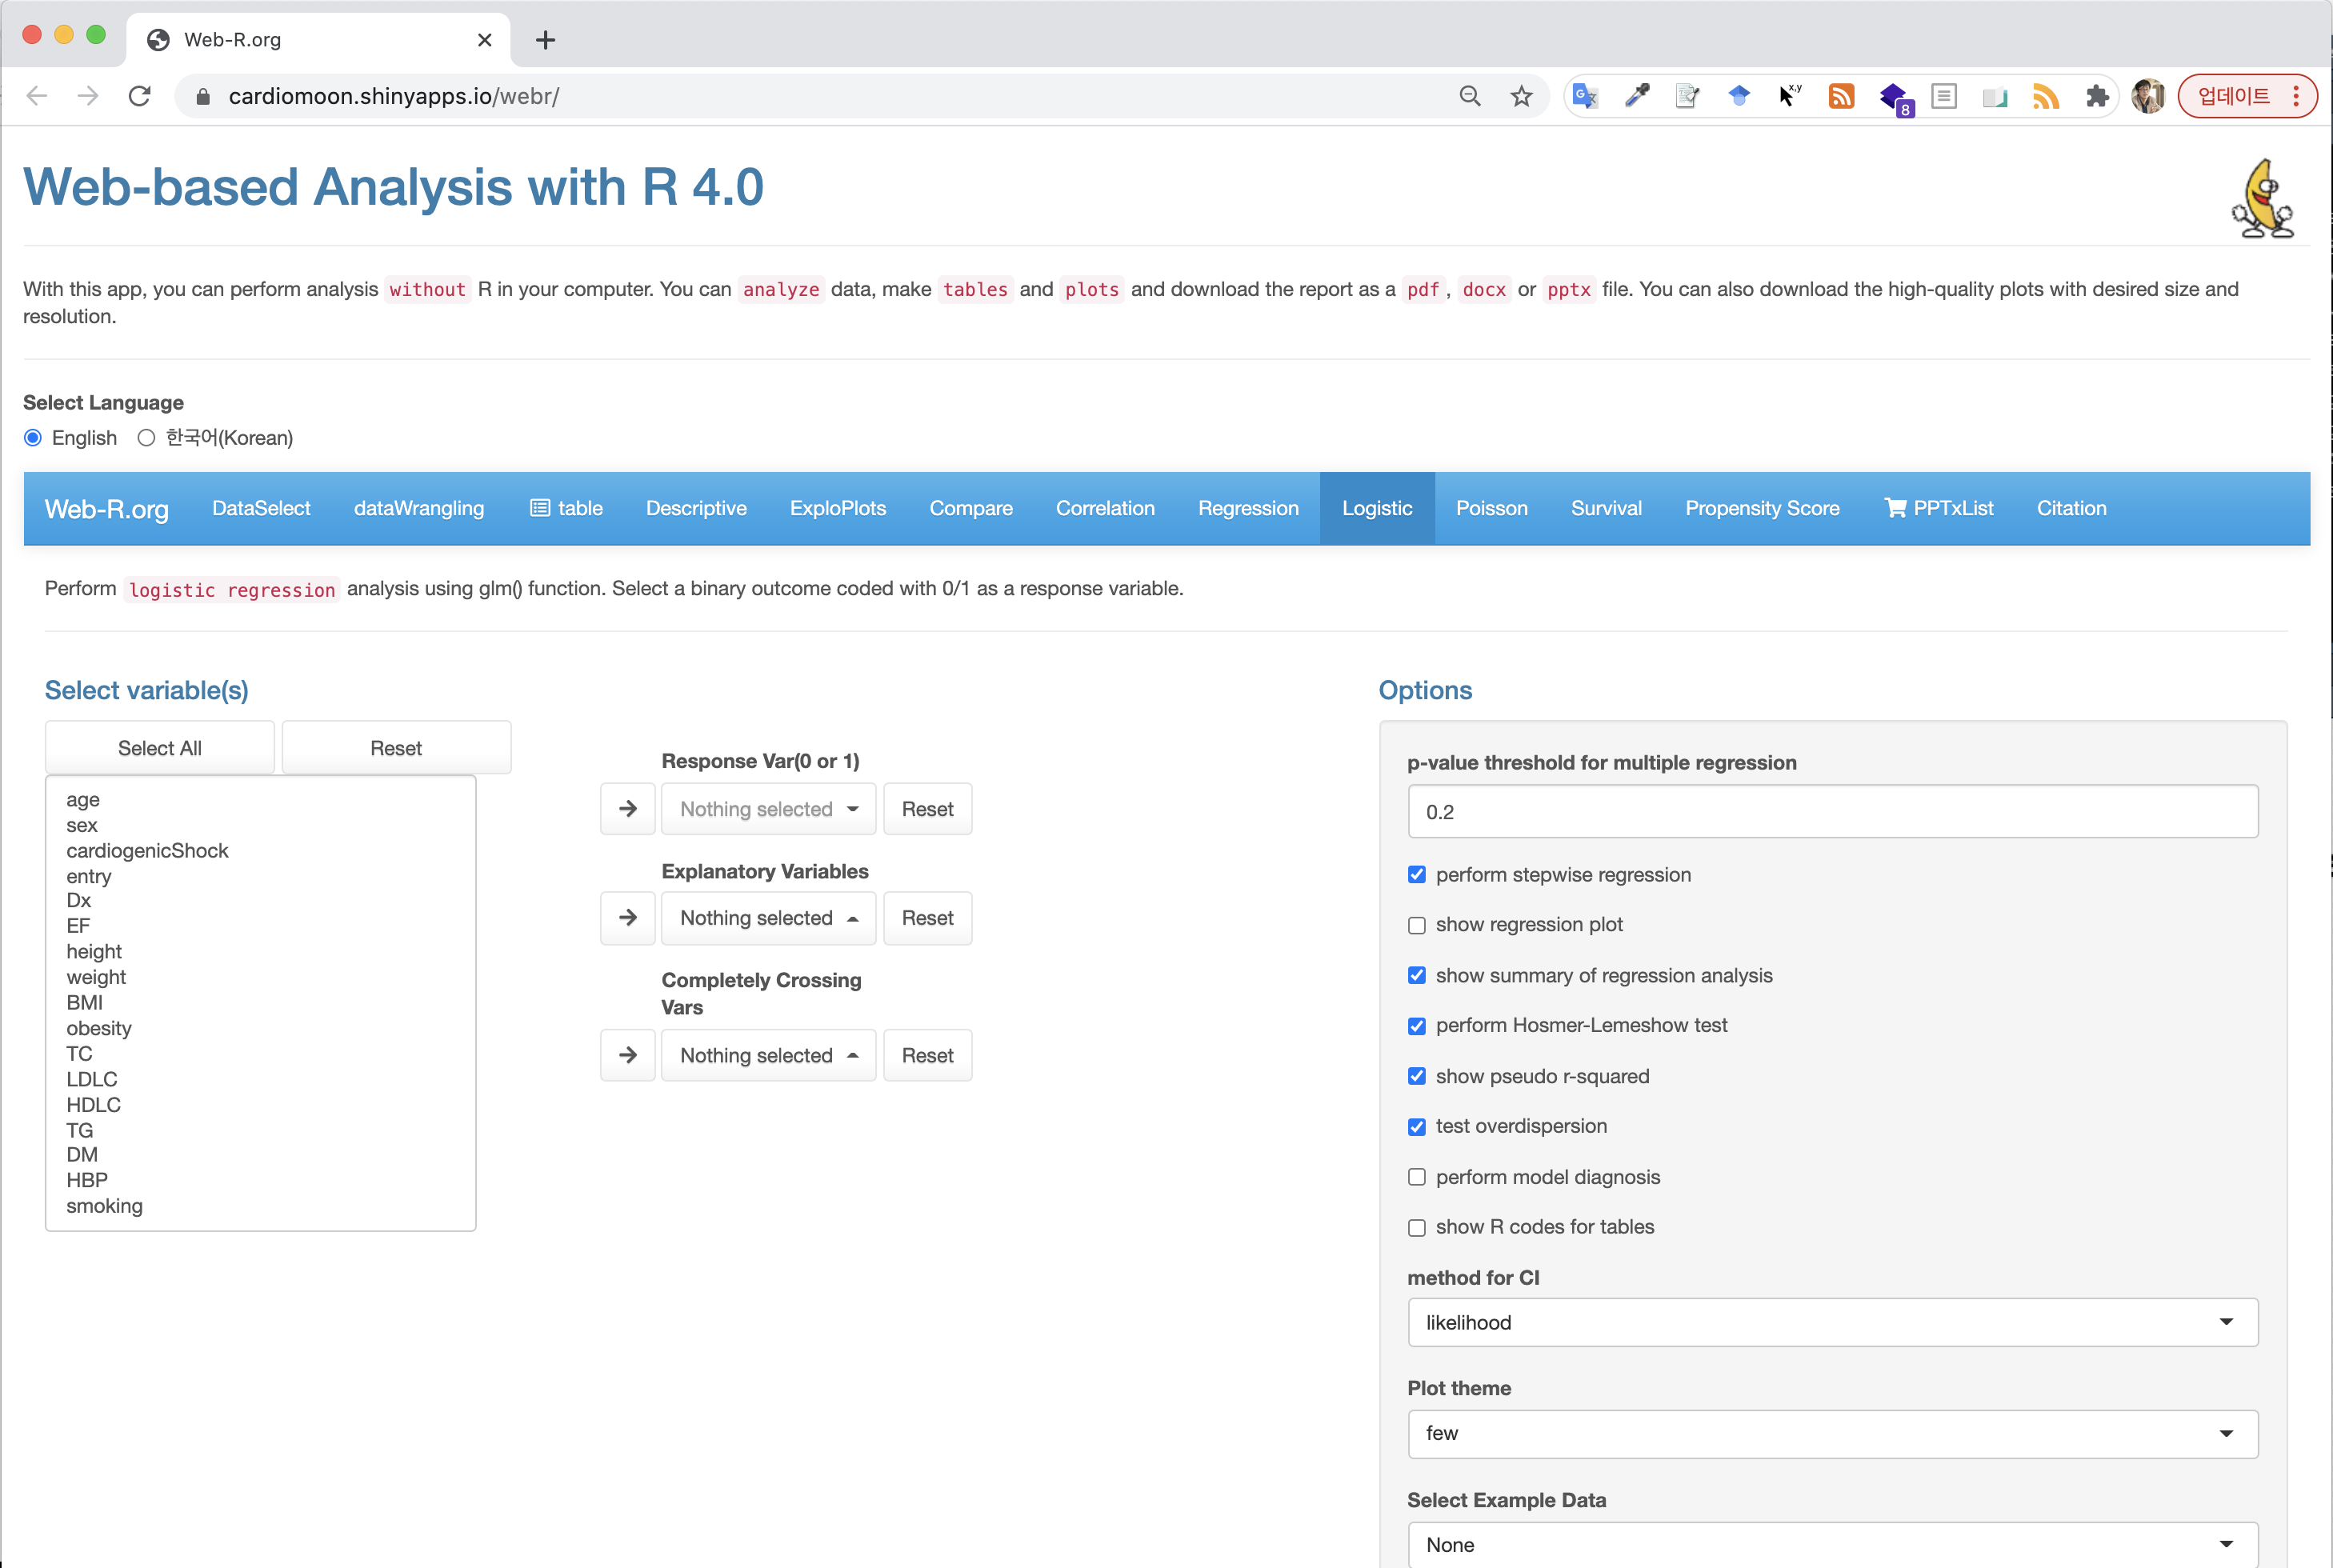 Web-R.org
cardiomoon.shinyapps.io/webr/
x,y
8
업데이트
Web-based Analysis with R 4.0
With this app, you can perform analysis without R in your computer. You can analyze data, make tables and plots and download the report as a pdf, docx or pptx file. You can also download the high-quality plots with desired size and
resolution.
Select Language
English 한국어(Korean)
Web-R.org DataSelect dataWrangling table Descriptive ExploPlots Compare Correlation Regression Logistic Poisson Survival Propensity Score PPTxList Citation
Perform logistic regression analysis using glm() function. Select a binary outcome coded with 0/1 as a response variable.
Select variable(s)
Select All Reset
age
sex
cardiogenicShock
entry
Dx
EF
height
weight
BMI
obesity
TC
LDLC
HDLC
TG
DM
HBP
smoking
Response Var(0 or 1)
Nothing selected Reset
Explanatory Variables
Nothing selected Reset
Completely Crossing
Vars
Nothing selected Reset
Options
p-value threshold for multiple regression
0.2
perform stepwise regression
show regression plot
show summary of regression analysis
perform Hosmer-Lemeshow test
show pseudo r-squared
test overdispersion
perform model diagnosis
show R codes for tables
method for CI
likelihood
Plot theme
few
Select Example Data
None